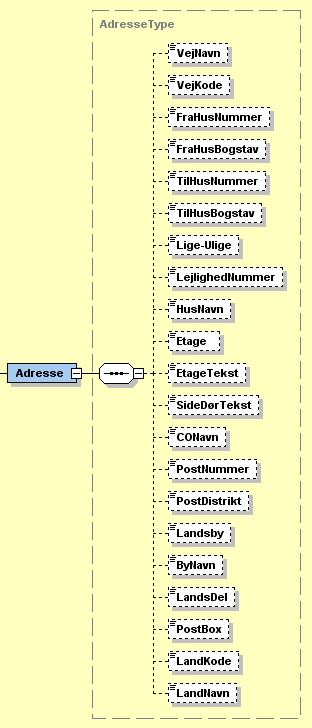 AdresseType
VejNavn
VejKode
FraHusNummer
FraHusBogstav
TilHusNummer
TilHusBogstav
Lige-Ulige
LejlighedNummer
HusNavn
Etage
Adresse
EtageTekst
SideDørTekst
CONavn
PostNummer
PostDistrikt
Landsby
ByNavn
LandsDel
PostBox
LandKode
LandNavn